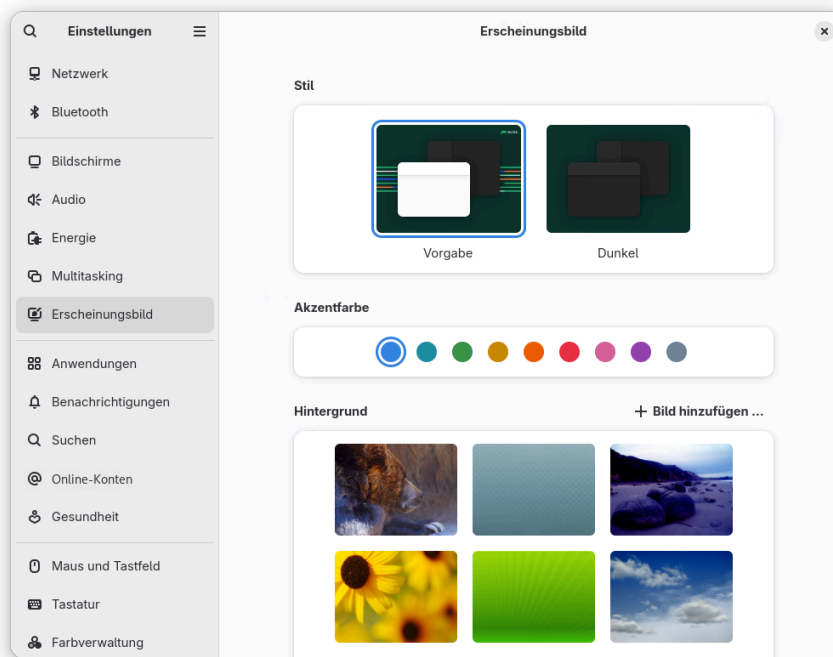 Einstellungen
Erscheinungsbild
Netzwerk
Bluetooth
Bildschirme
Audio
Energie
Multitasking
Erscheinungsbild
Anwendungen
Benachrichtigungen
Suchen
Online-Konten
Gesundheit
Maus und Tastfeld
Tastatur
Farbverwaltung
Stil
Vorgabe
Dunkel
Akzentfarbe
Hintergrund
Bild hinzufügen ...